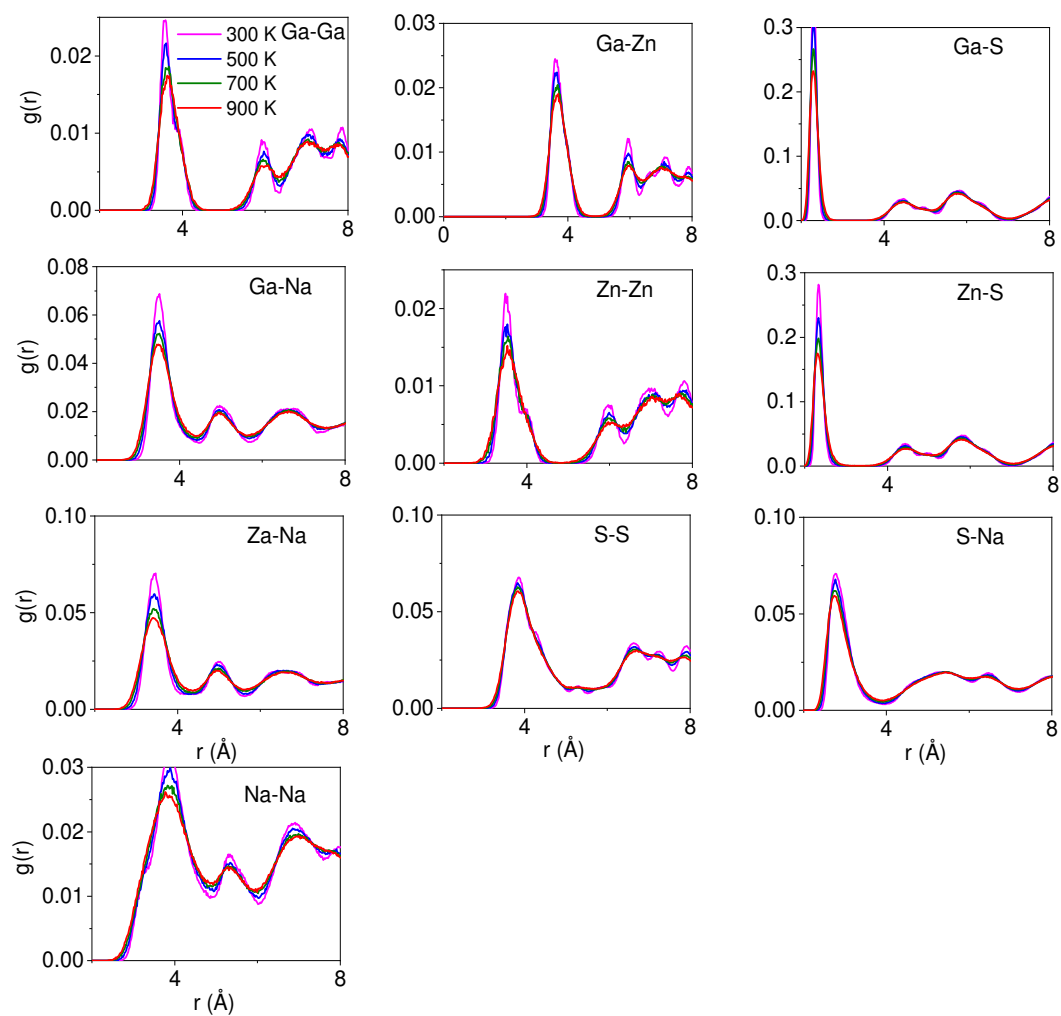 300 K
500 K
700 K
900 K
Ga-Ga
g(r)
0.02
0.01
0.00
4
6
8
Ga-Zn
0.03
0.02
0.01
0.00
0
4
8
Ga-S
0.3
0.2
0.1
0.0
4
8
Ga-Na
g(r)
0.08
0.06
0.04
0.02
0.00
4
8
Zn-Zn
0.02
0.01
0.00
4
8
Zn-S
0.3
0.2
0.1
0.0
4
6
8
Za-Na
g(r)
0.10
0.05
0.00
4
8
r (Å)
S-S
0.10
0.05
0.00
4
8
r (Å)
S-Na
0.10
0.05
0.00
4
8
r (Å)
Na-Na
g(r)
0.03
0.02
0.01
0.00
4
8
r (Å)